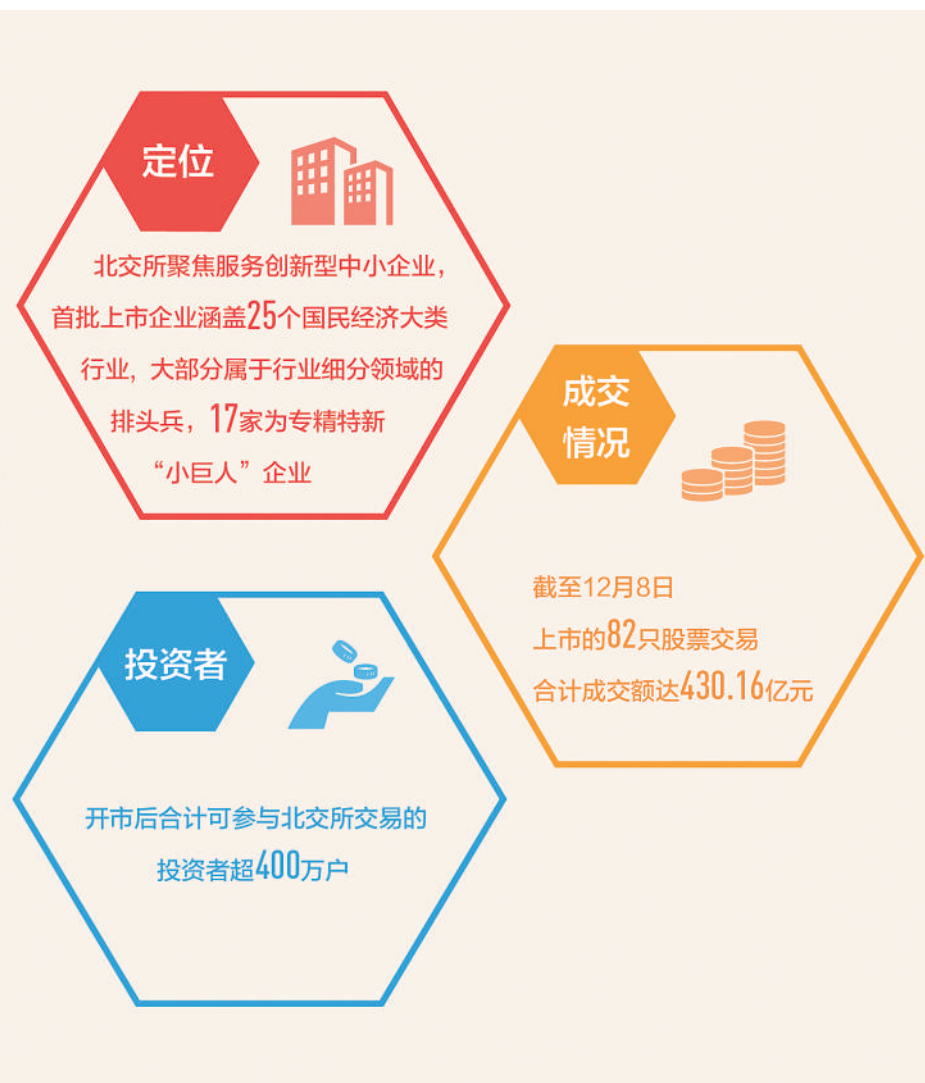 定位
北交所聚焦服务创新型中小企业，
首批上市企业涵盖25个国民经济大类
行业，大部分属于行业细分领域的
排头兵，17家为专精特新
“小巨人”企业
成交
情况
截至12月8日
上市的82只股票交易
合计成交额达430.16亿元
投资者
开市后合计可参与北交所交易的
投资者超400万户